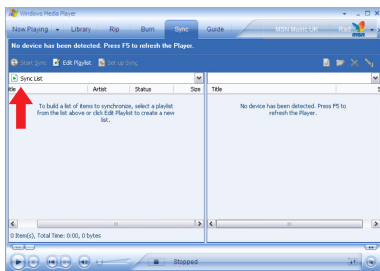 Windows Media Player
Now Playing Library Rip Burn Sync Guide MSN Music UK Radio
msn
No device has been detected. Press F5 to refresh the Player.
Start Sync Edit Playlist Set up Sync
Sync List
itle Artist Status Size Title S
To build a list of items to synchronize, select a playlist
from the list above or click Edit Playlist to create a new
list.
No device has been detected. Press F5 to
refresh the Player.
0 Item(s), Total Time: 0:00, 0 bytes
Stopped